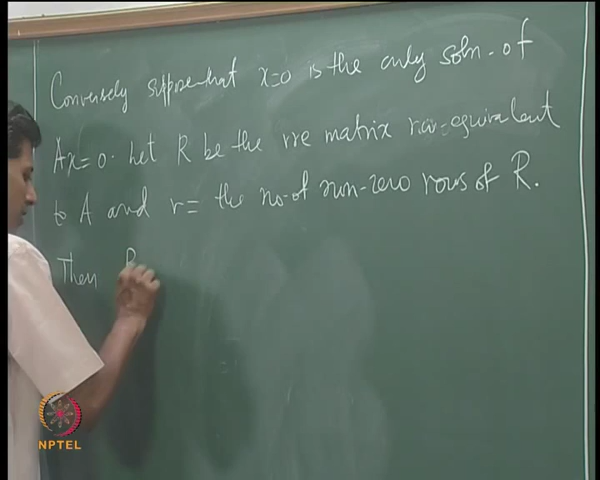 Conversely suppose that x=0 is the only soln. of
Ax=0. Let R be the rre matrix row-equivalent
to A and r= the no. of non-zero rows of R.
Then R
NPTEL